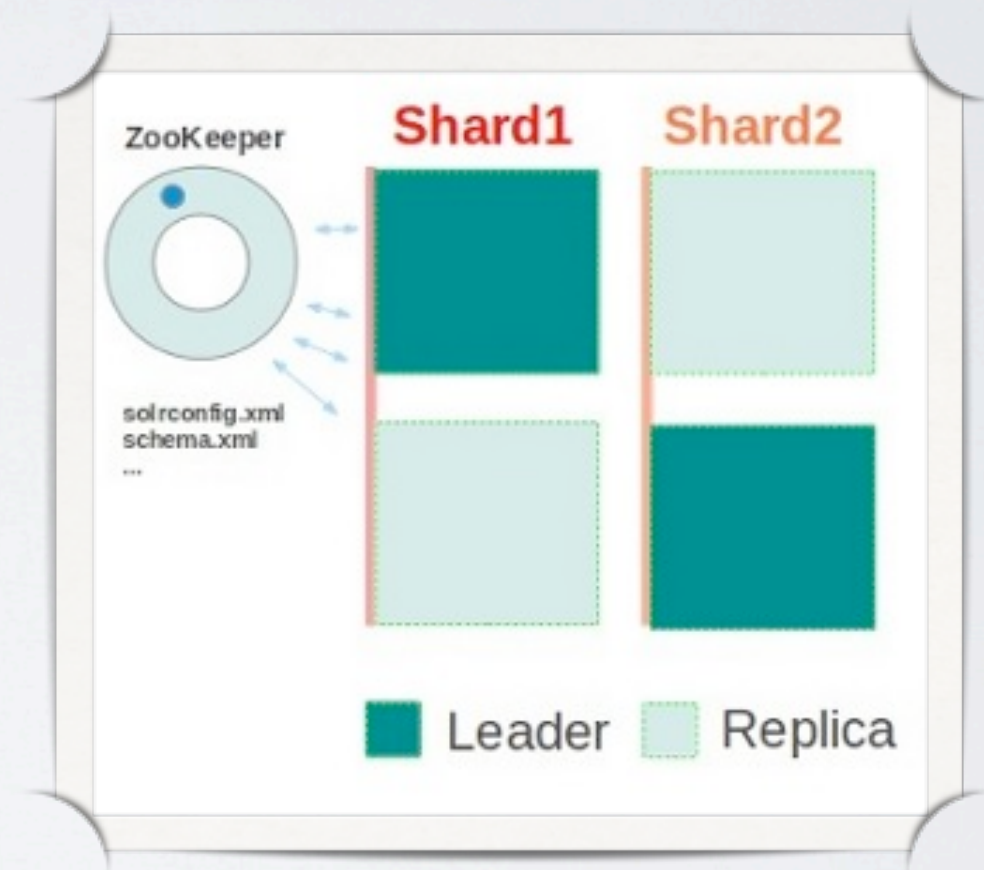 ZooKeeper
solrconfig.xml
schema.xml
...
Shard1
Shard2
Leader
Replica